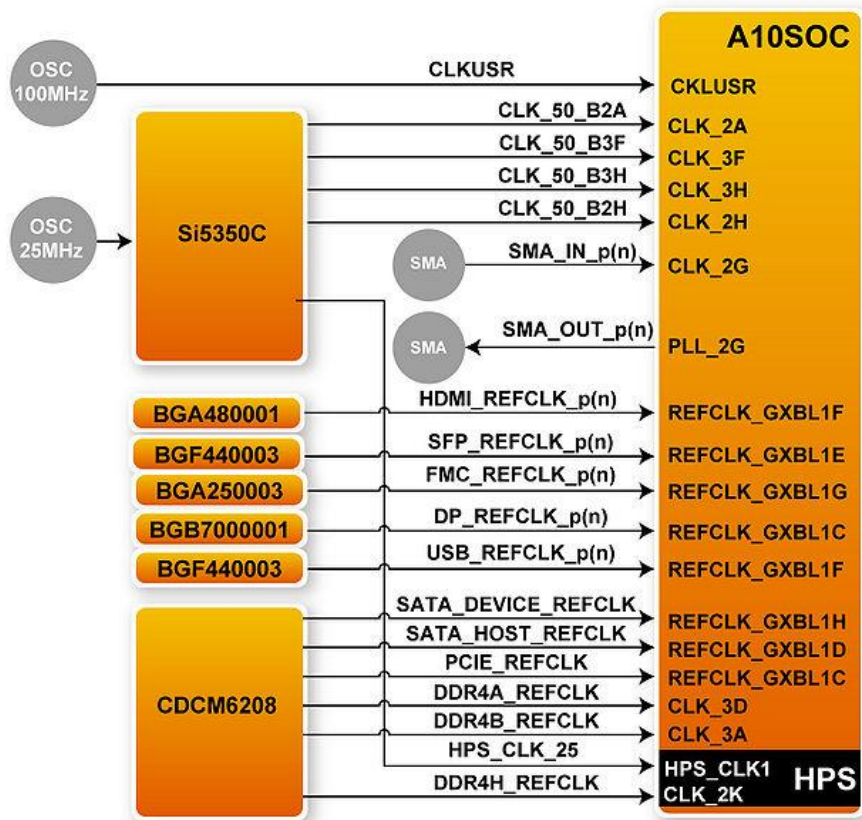 A10SOC
OSC
100MHz
CLKUSR
CKLUSR
CLK_50_B2A
CLK_2A
CLK_50_B3F
CLK_3F
CLK_50_B3H
CLK_3H
CLK_50_B2H
CLK_2H
OSC
25MHz
Si5350C
SMA
SMA_IN_p(n)
CLK_2G
SMA
SMA_OUT_p(n)
PLL_2G
BGA480001
HDMI_REFCLK_p(n)
REFCLK_GXBL1F
BGF440003
SFP_REFCLK_p(n)
REFCLK_GXBL1E
BGA250003
FMC_REFCLK_p(n)
REFCLK_GXBL1G
BGB7000001
DP_REFCLK_p(n)
REFCLK_GXBL1C
BGF440003
USB_REFCLK_p(n)
REFCLK_GXBL1F
CDCM6208
SATA_DEVICE_REFCLK
REFCLK_GXBL1H
SATA_HOST_REFCLK
REFCLK_GXBL1D
PCIE_REFCLK
REFCLK_GXBL1C
DDR4A_REFCLK
CLK_3D
DDR4B_REFCLK
CLK_3A
HPS_CLK_25
HPS_CLK1
HPS
DDR4H_REFCLK
CLK_2K